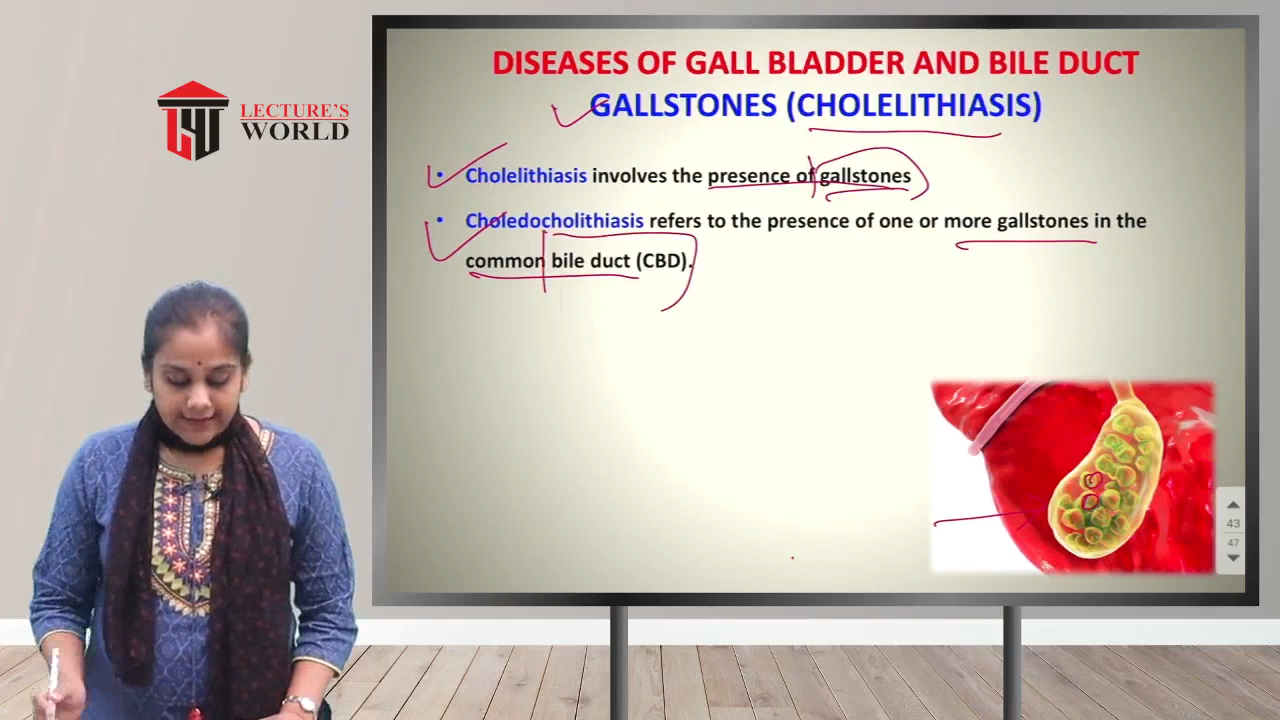 DISEASES OF GALL BLADDER AND BILE DUCT
GALLSTONES (CHOLELITHIASIS)
LECTURE'S
WORLD
• Cholelithiasis involves the presence of gallstones
• Choledocholithiasis refers to the presence of one or more gallstones in the
common bile duct (CBD).
43
47